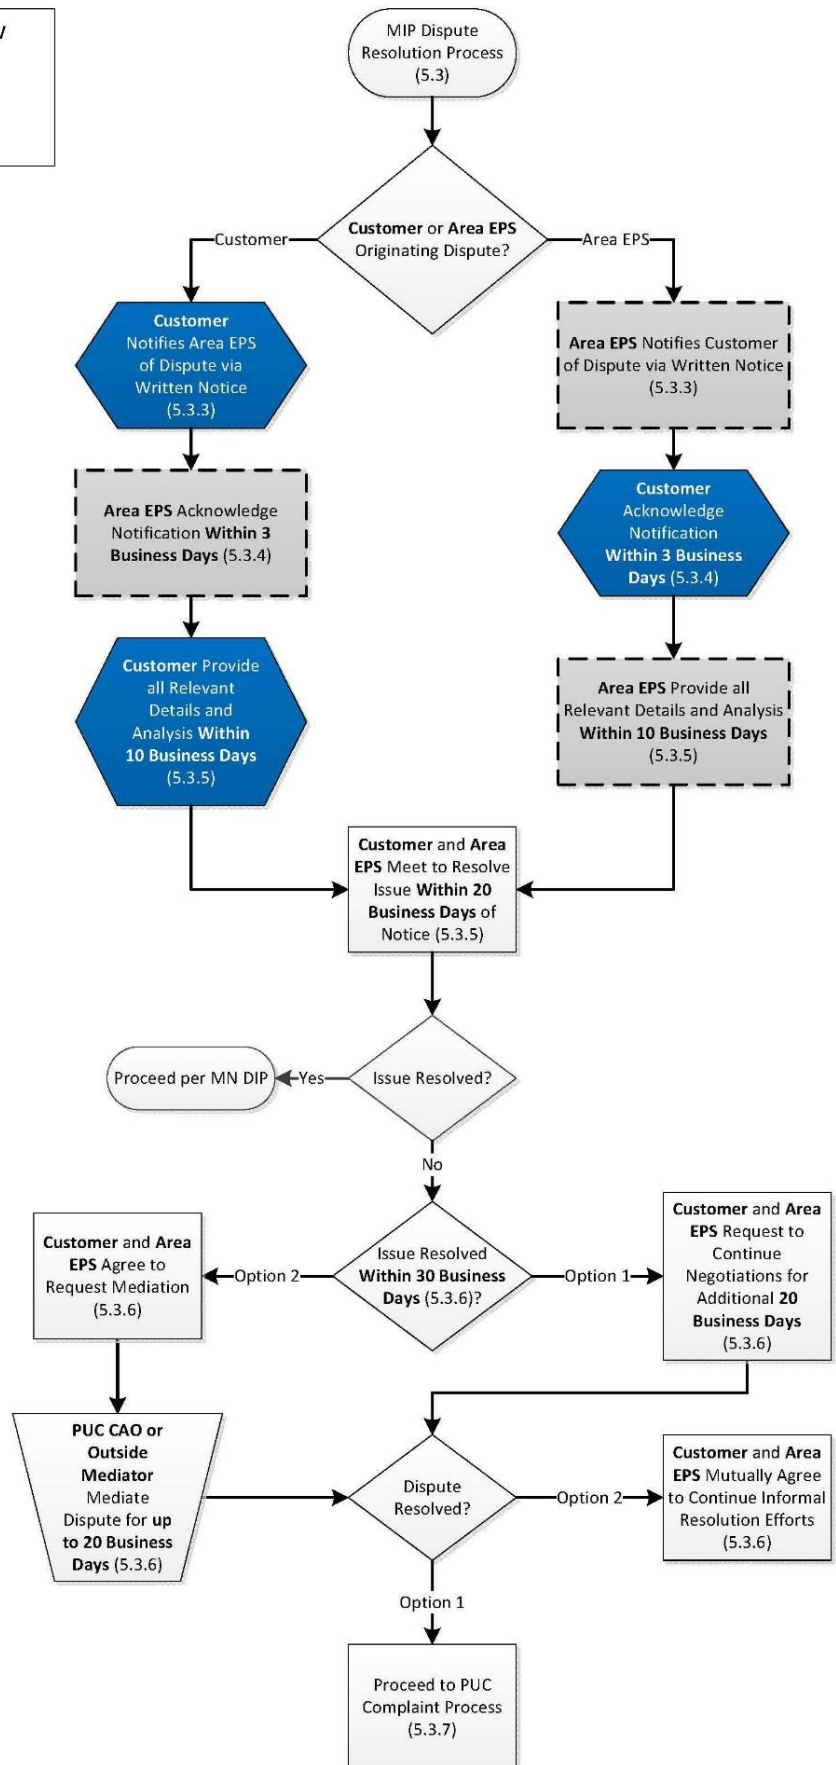 MIP Dispute
Resolution Process
(5.3)
Customer or Area EPS
Originating Dispute?
Customer
Area EPS
Customer
Notifies Area EPS
of Dispute via
Written Notice
(5.3.3)
Area EPS Notifies Customer
of Dispute via Written Notice
(5.3.3)
Area EPS Acknowledge
Notification Within 3
Business Days (5.3.4)
Customer
Acknowledge
Notification
Within 3 Business
Days (5.3.4)
Customer Provide
all Relevant
Details and
Analysis Within
10 Business Days
(5.3.5)
Area EPS Provide all
Relevant Details and Analysis
Within 10 Business Days
(5.3.5)
Customer and Area
EPS Meet to Resolve
Issue Within 20
Business Days of
Notice (5.3.5)
Proceed per MN DIP
Yes
Issue Resolved?
No
Customer and Area
EPS Agree to
Request Mediation
(5.3.6)
Option 2
Issue Resolved
Within 30 Business
Days (5.3.6)?
Option 1
Customer and Area
EPS Request to
Continue
Negotiations for
Additional 20
Business Days
(5.3.6)
PUC CAO or
Outside
Mediator
Mediate
Dispute for up
to 20 Business
Days (5.3.6)
Dispute
Resolved?
Option 2
Customer and Area
EPS Mutually Agree
to Continue Informal
Resolution Efforts
(5.3.6)
Option 1
Proceed to PUC
Complaint Process
(5.3.7)